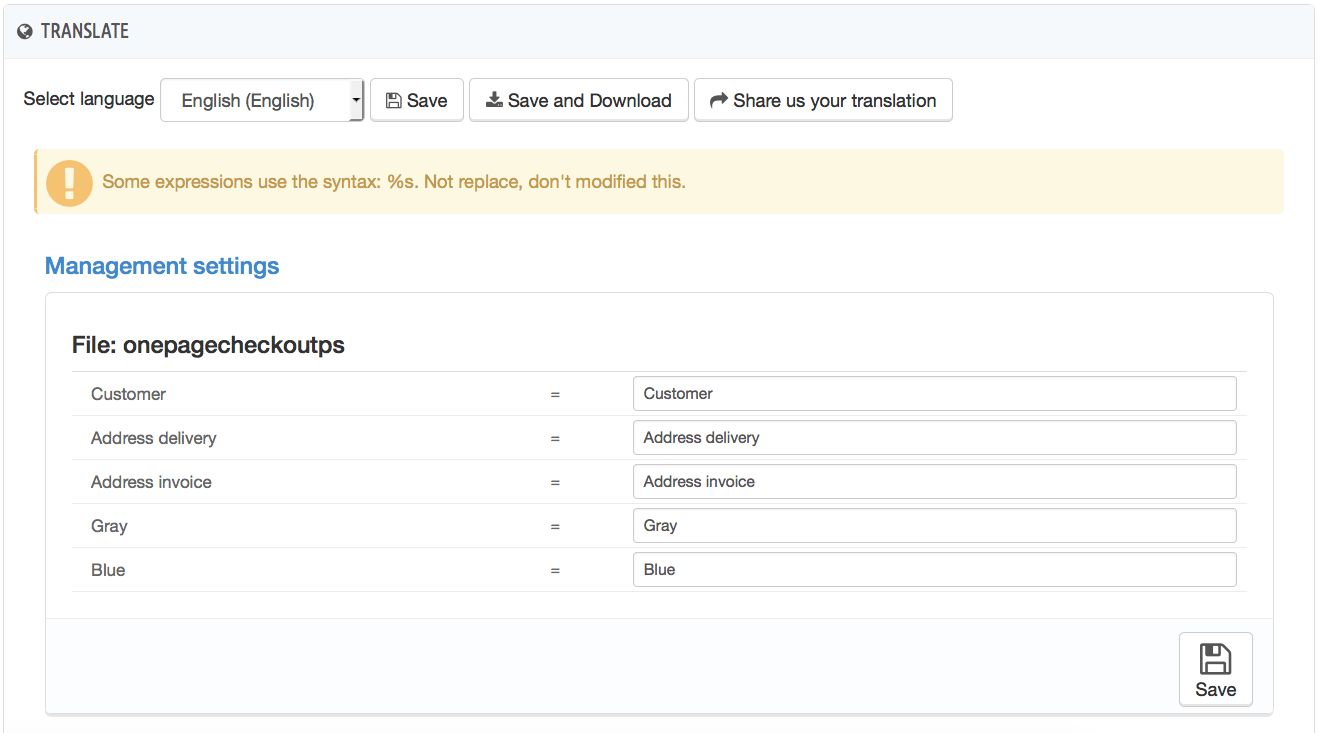 TRANSLATE
Select language English (English) Save Save and Download Share us your translation
Some expressions use the syntax: %s. Not replace, don't modified this.
Management settings
File: onepagecheckoutps
Customer = Customer
Address delivery = Address delivery
Address invoice = Address invoice
Gray = Gray
Blue = Blue
Save